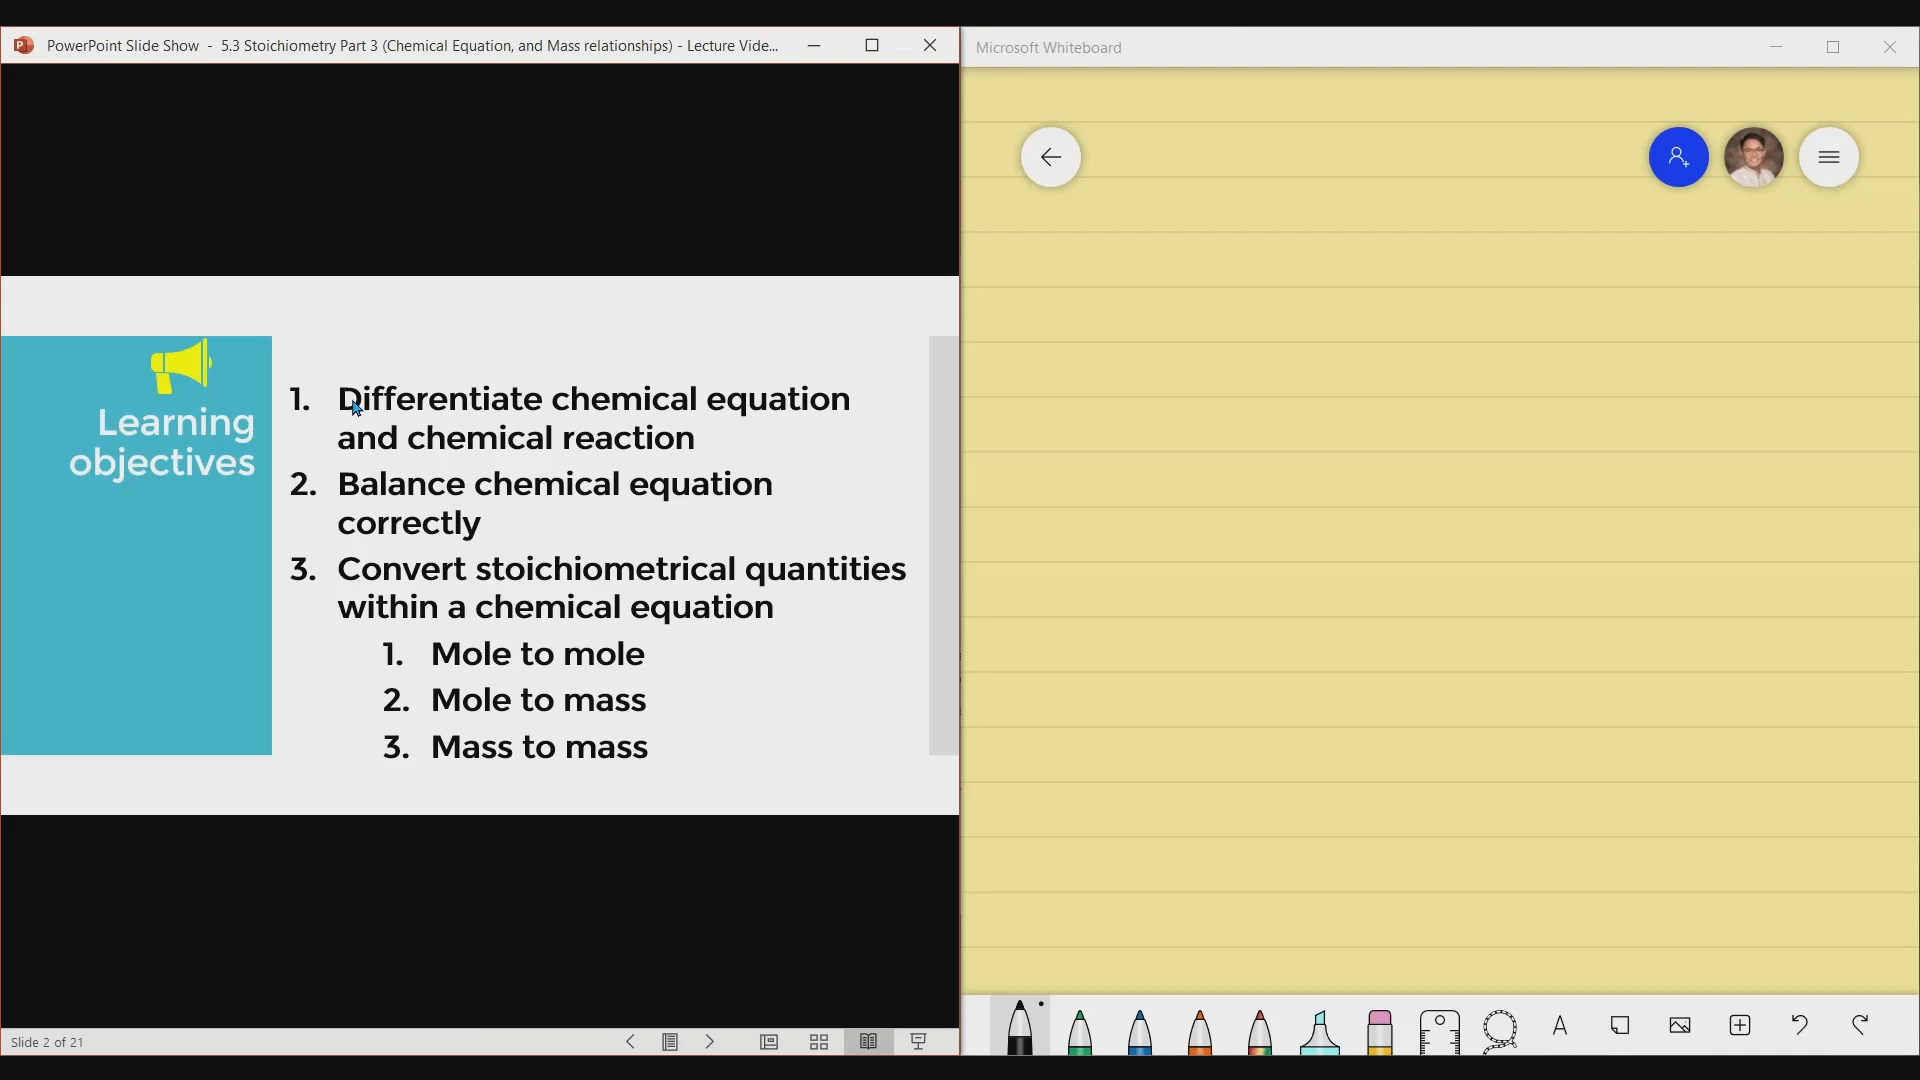 PowerPoint Slide Show - 5.3 Stoichiometry Part 3 (Chemical Equation, and Mass relationships) - Lecture Vide...
Microsoft Whiteboard
Learning
objectives
1. Differentiate chemical equation
and chemical reaction
2. Balance chemical equation
correctly
3. Convert stoichiometrical quantities
within a chemical equation
1. Mole to mole
2. Mole to mass
3. Mass to mass
Slide 2 of 21